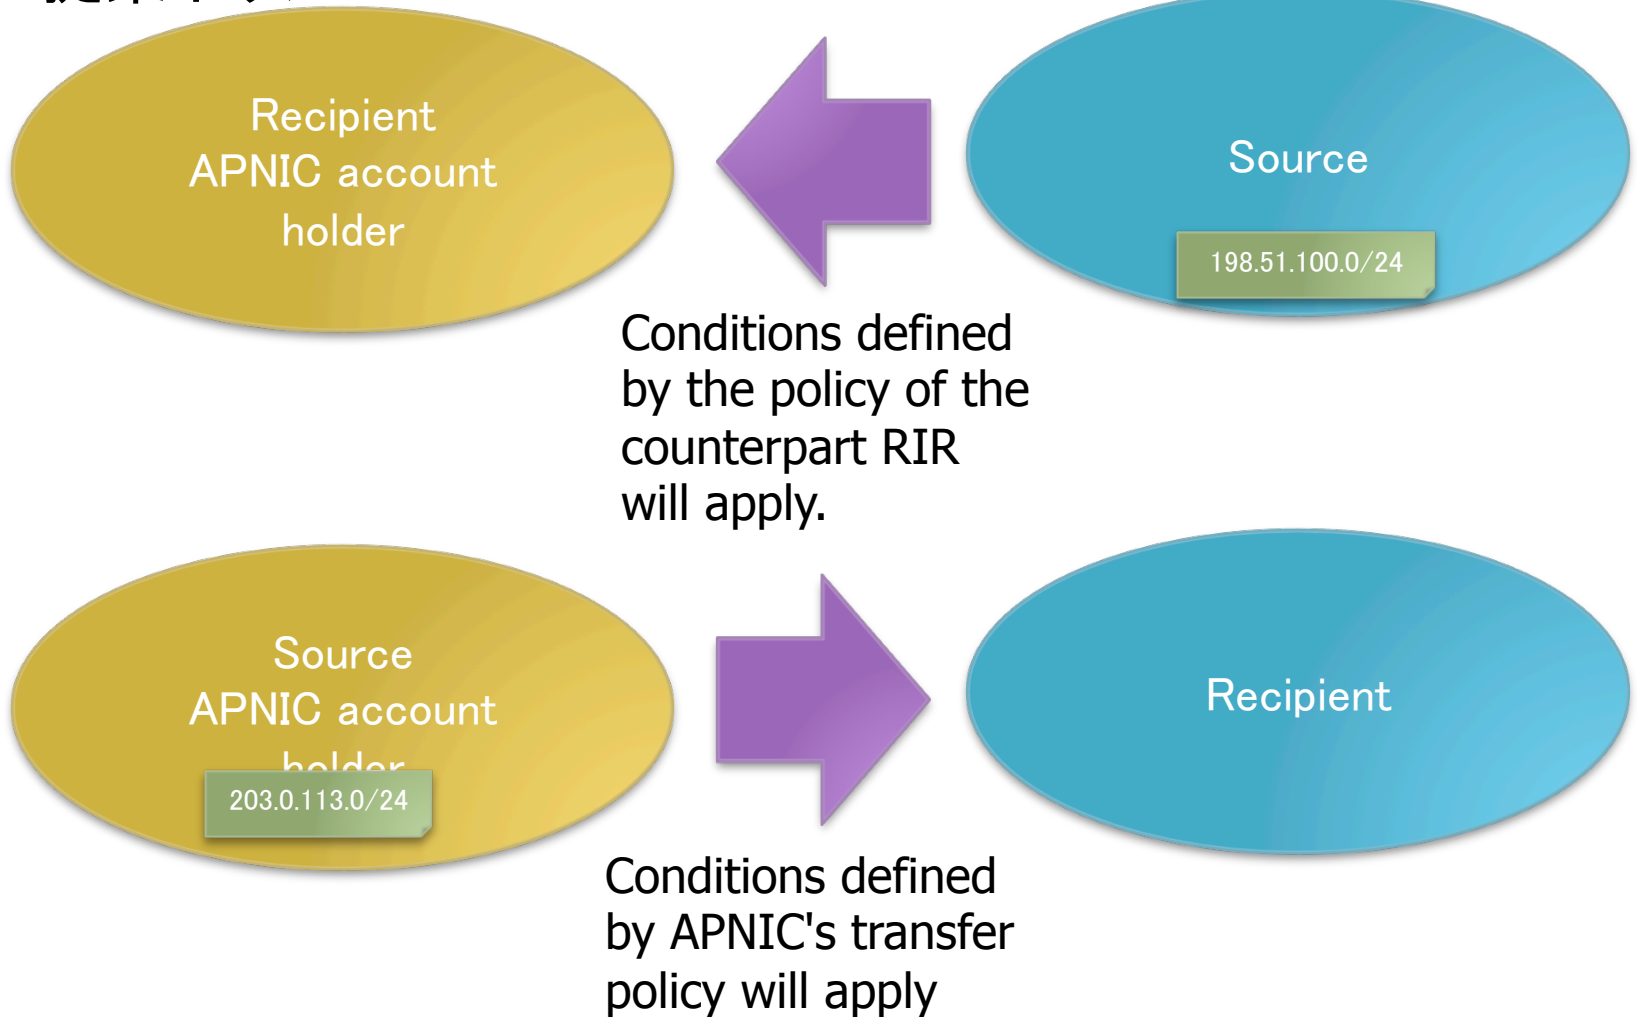 Recipient
APNIC account
holder
Source
198.51.100.0/24
Conditions defined
by the policy of the
counterpart RIR
will apply.
Source
APNIC account
holder
203.0.113.0/24
Recipient
Conditions defined
by APNIC's transfer
policy will apply